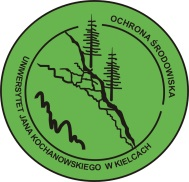 OCHRONA ŚRODOWISKA
UNIWERSYTET JANA KOCHANOWSKIEGO W KIELCACH